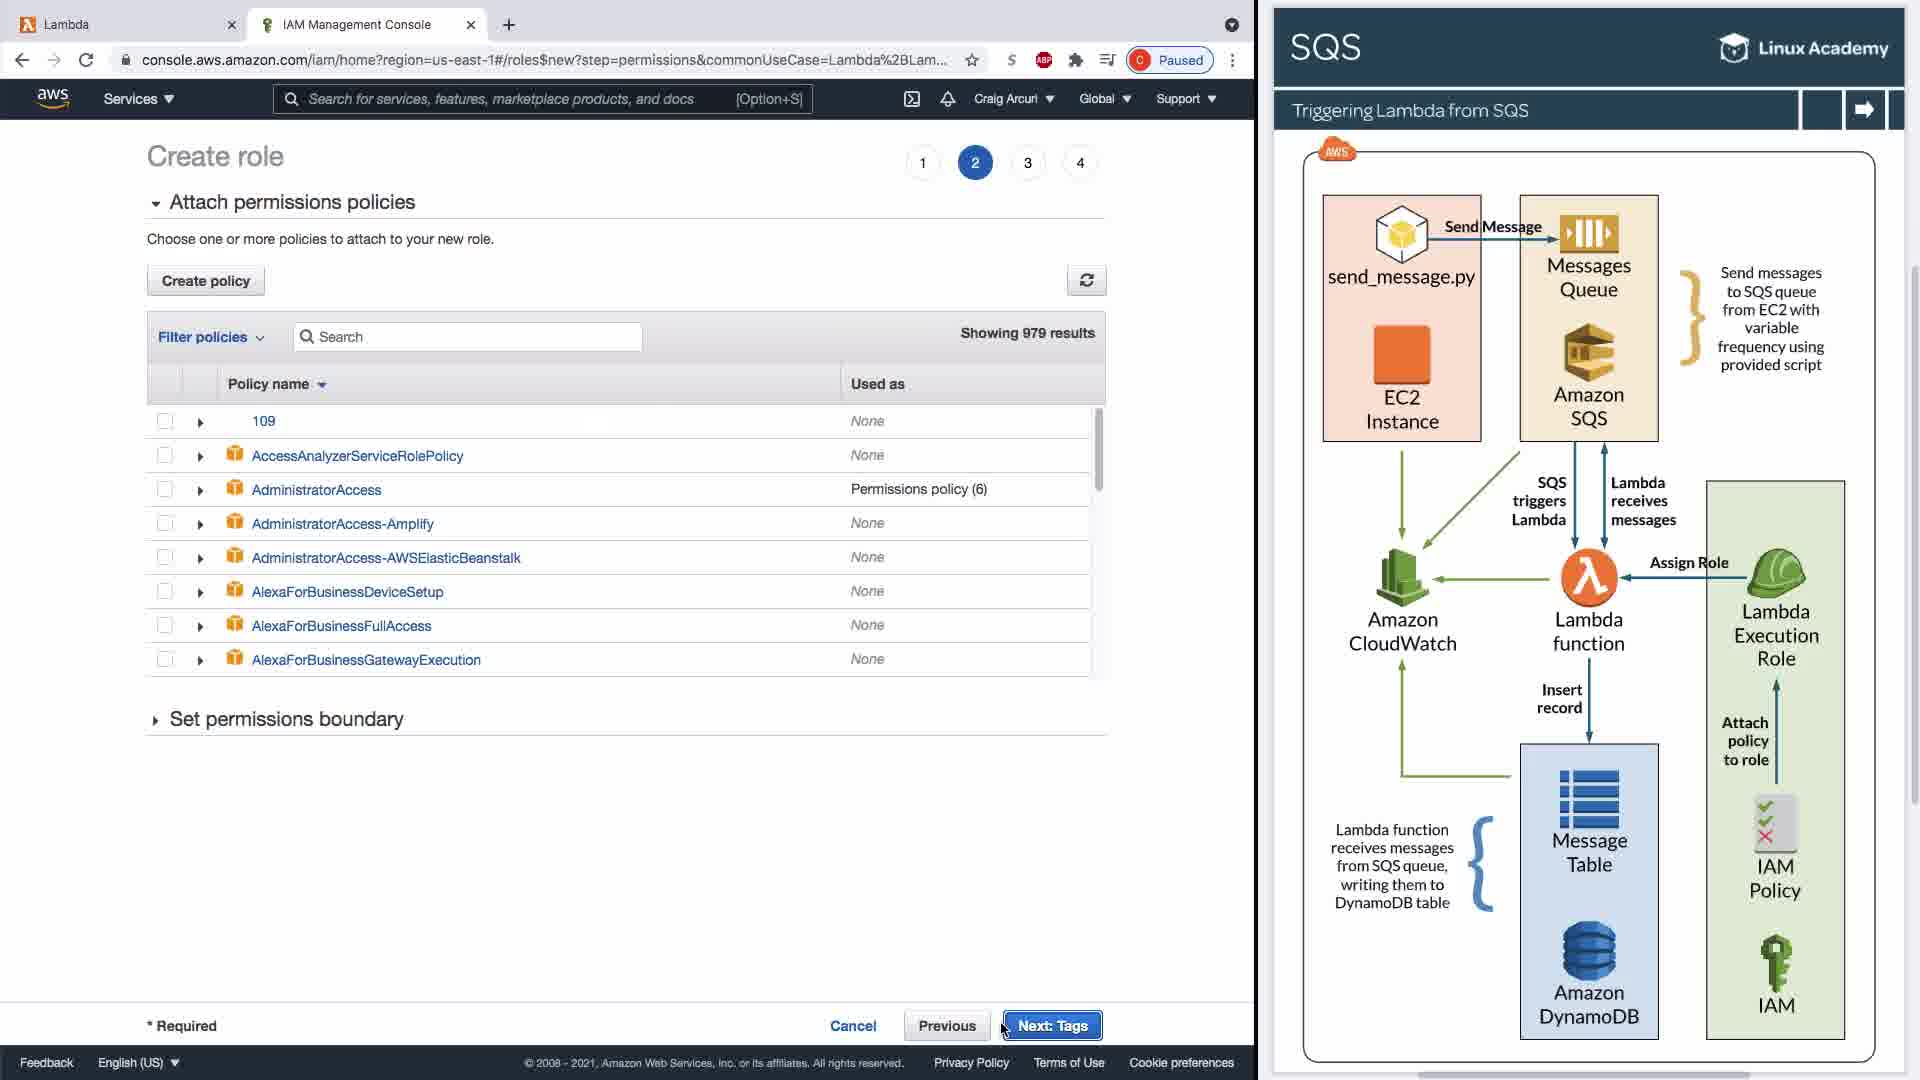 Lambda
IAM Management Console
console.aws.amazon.com/iam/home?region=us-east-1#/roles$new?step=permissions&commonUseCase=Lambda%2BLam...
S
ABP
C
Paused
aws
Services
Search for services, features, marketplace products, and docs
[Option+S]
Craig Arcuri
Global
Support
Create role
1
2
3
4
Attach permissions policies
Choose one or more policies to attach to your new role.
Create policy
Filter policies
Search
Showing 979 results
Policy name
Used as
109
None
AccessAnalyzerServiceRolePolicy
None
AdministratorAccess
Permissions policy (6)
AdministratorAccess-Amplify
None
AdministratorAccess-AWSElasticBeanstalk
None
AlexaForBusinessDeviceSetup
None
AlexaForBusinessFullAccess
None
AlexaForBusinessGatewayExecution
None
Set permissions boundary
* Required
Cancel
Previous
Next: Tags
Feedback
English (US)
© 2008 - 2021, Amazon Web Services, Inc. or its affiliates. All rights reserved.
Privacy Policy
Terms of Use
Cookie preferences
SQS
Linux Academy
Triggering Lambda from SQS
AWS
send_message.py
EC2
Instance
Send Message
Messages
Queue
Amazon
SQS
Send messages
to SQS queue
from EC2 with
variable
frequency using
provided script
SQS
triggers
Lambda
Lambda
receives
messages
Amazon
CloudWatch
Lambda
function
Assign Role
Lambda
Execution
Role
Insert
record
Attach
policy
to role
Message
Table
Amazon
DynamoDB
IAM
Policy
IAM
Lambda function
receives messages
from SQS queue,
writing them to
DynamoDB table